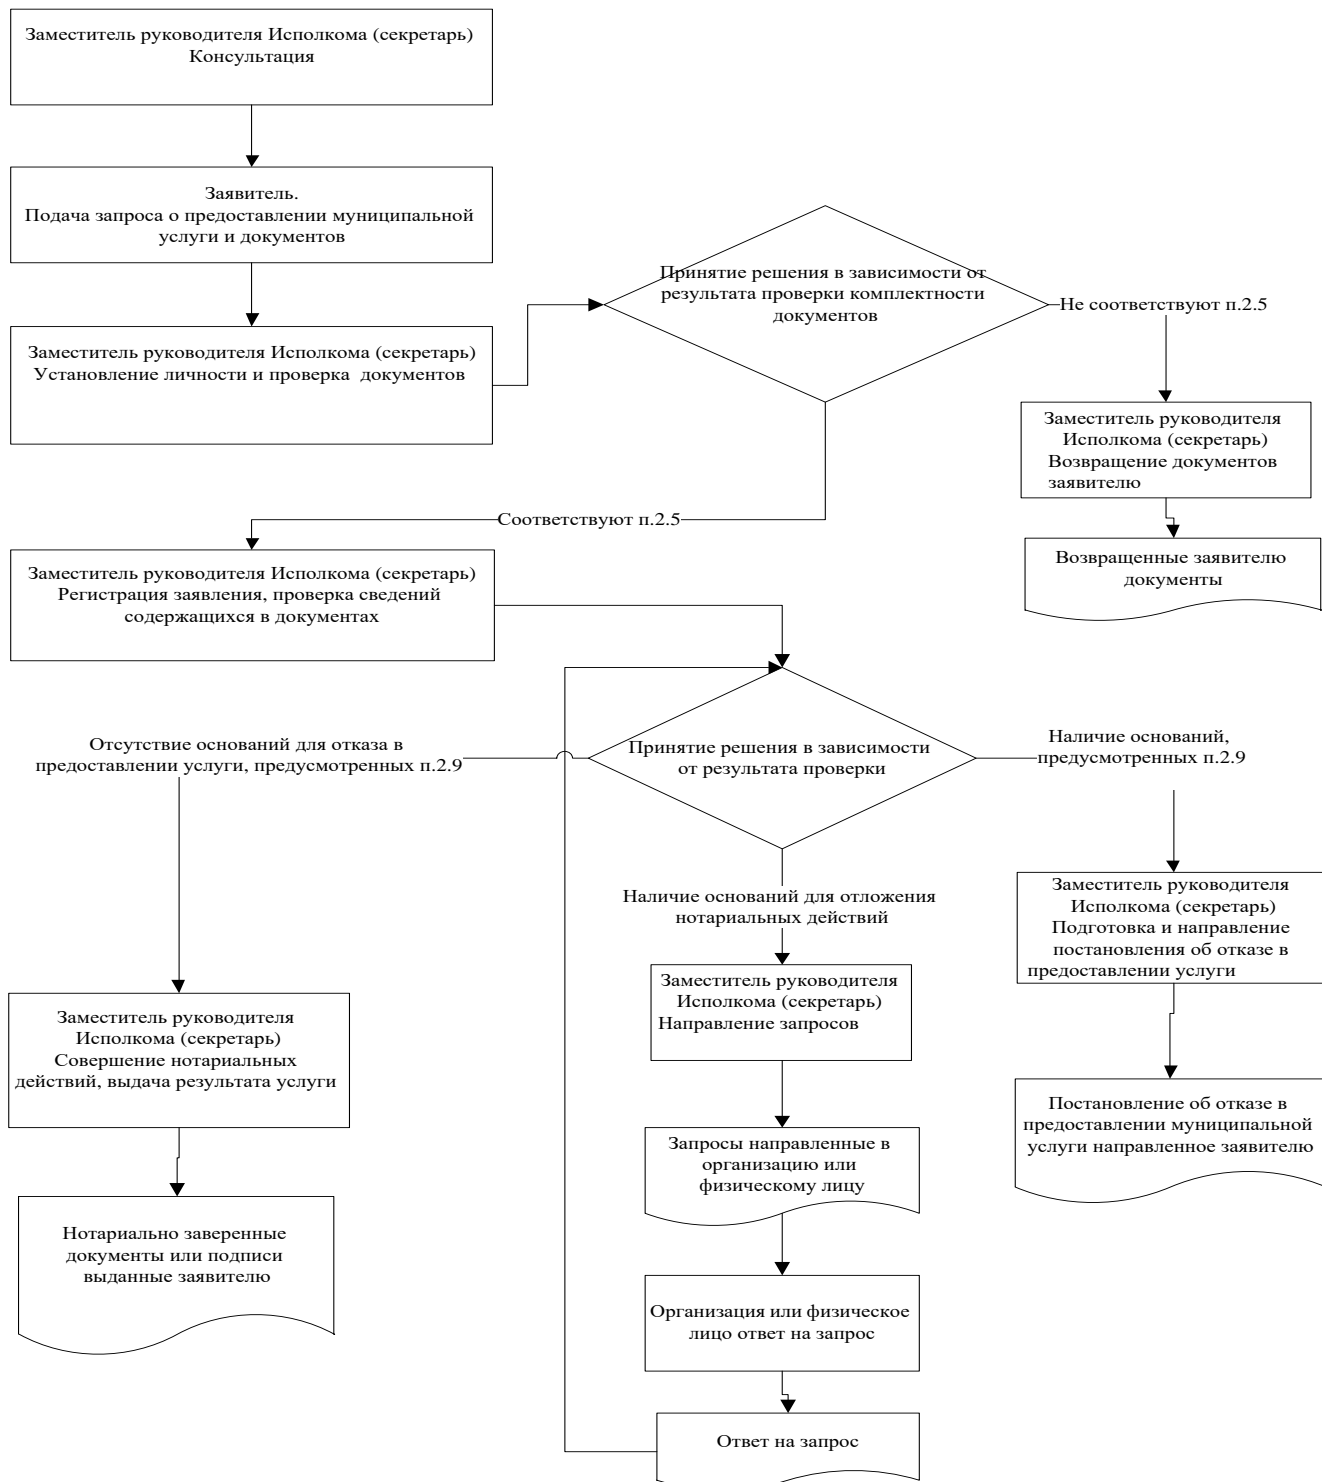 Заместитель руководителя Исполкома (секретарь)
Консультация
Заявитель.
Подача запроса о предоставлении муниципальной
услуги и документов
Заместитель руководителя Исполкома (секретарь)
Установление личности и проверка документов
Принятие решения в зависимости от
результата проверки комплектности
документов
Не соответствуют п.2.5
Заместитель руководителя
Исполкома (секретарь)
Возвращение документов
заявителю
Возвращенные заявителю
документы
Соответствуют п.2.5
Заместитель руководителя Исполкома (секретарь)
Регистрация заявления, проверка сведений
содержащихся в документах
Принятие решения в зависимости
от результата проверки
Отсутствие оснований для отказа в
предоставлении услуги, предусмотренных п.2.9
Наличие оснований,
предусмотренных п.2.9
Наличие оснований для отложения
нотариальных действий
Заместитель руководителя
Исполкома (секретарь)
Подготовка и направление
постановления об отказе в
предоставлении услуги
Заместитель руководителя
Исполкома (секретарь)
Направление запросов
Заместитель руководителя
Исполкома (секретарь)
Совершение нотариальных
действий, выдача результата услуги
Постановление об отказе в
предоставлении муниципальной
услуги направленное заявителю
Запросы направленные в
организацию или
физическому лицу
Нотариально заверенные
документы или подписи
выданные заявителю
Организация или физическое
лицо ответ на запрос
Ответ на запрос